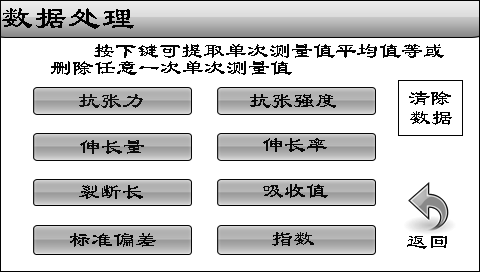 数据处理
按下键可提取单次测量值平均值等或
删除任意一次单次测量值
抗张力
抗张强度
清除
数据
伸长量
伸长率
裂断长
吸收值
标准偏差
指数
返回